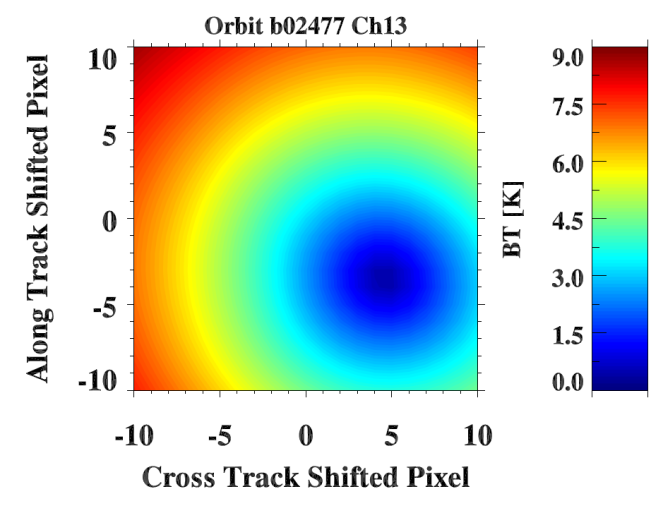 Orbit b02477 Ch13
Along Track Shifted Pixel
10
5
0
-5
-10
-10 -5 0 5 10
Cross Track Shifted Pixel
BT [K]
9.0
7.5
6.0
4.5
3.0
1.5
0.0